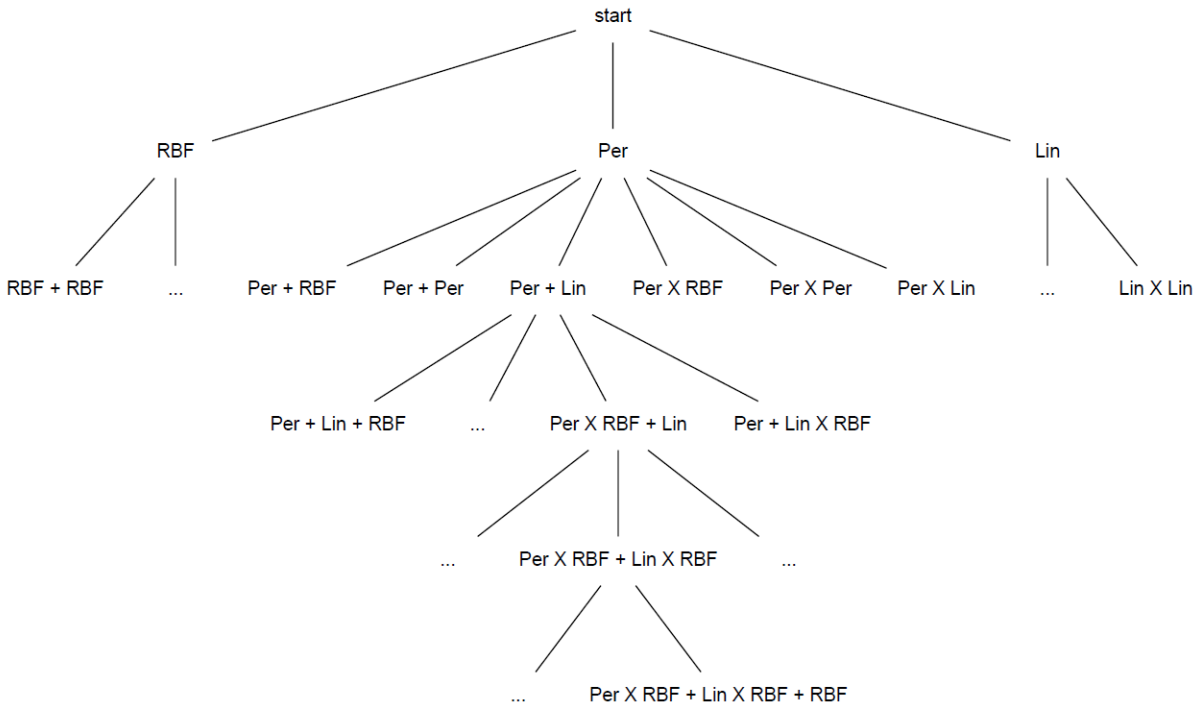 start
RBF Per Lin
RBF + RBF ... Per + RBF Per + Per Per + Lin Per X RBF Per X Per Per X Lin ... Lin X Lin
Per + Lin + RBF ... Per X RBF + Lin Per + Lin X RBF
... Per X RBF + Lin X RBF ...
... Per X RBF + Lin X RBF + RBF